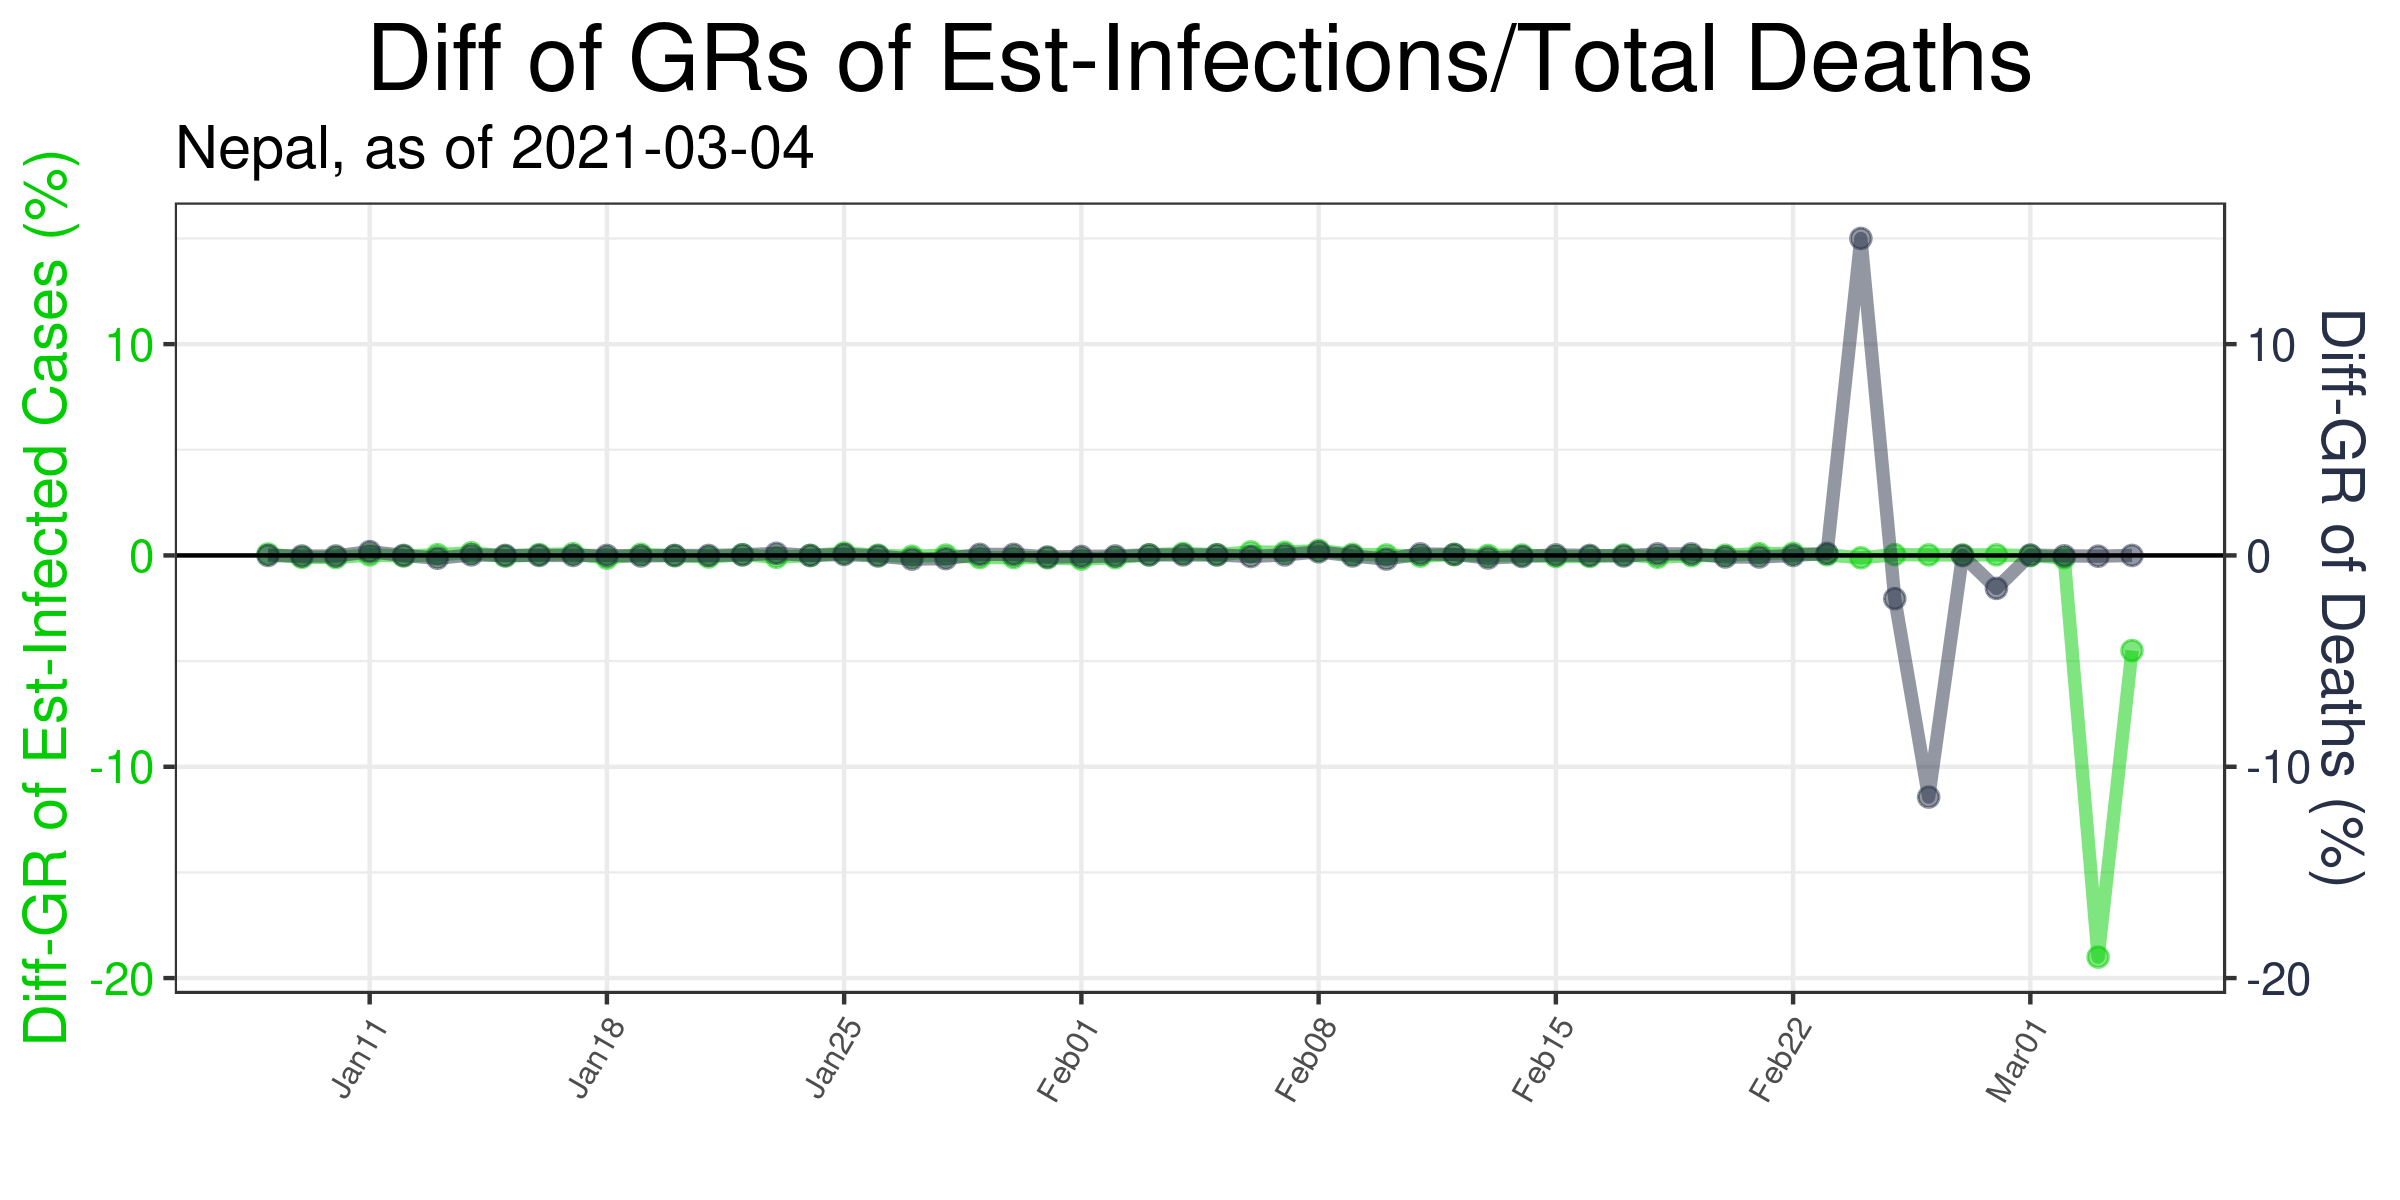 Diff of GRs of Est-Infections/Total Deaths
Nepal, as of 2021-03-04
Diff-GR of Est-Infected Cases (%)
10
0
-10
-20
10
0
-10
-20
Diff-GR of Deaths (%)
Jan11
Jan18
Jan25
Feb01
Feb08
Feb15
Feb22
Mar01